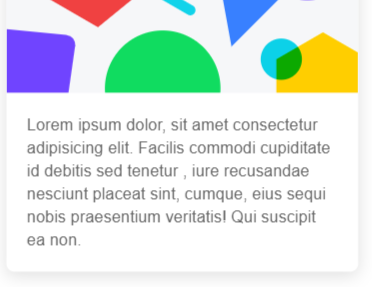 Lorem ipsum dolor, sit amet consectetur
adipisicing elit. Facilis commodi cupiditate
id debitis sed tenetur , iure recusandae
nesciunt placeat sint, cumque, eius sequi
nobis praesentium veritatis! Qui suscipit
ea non.